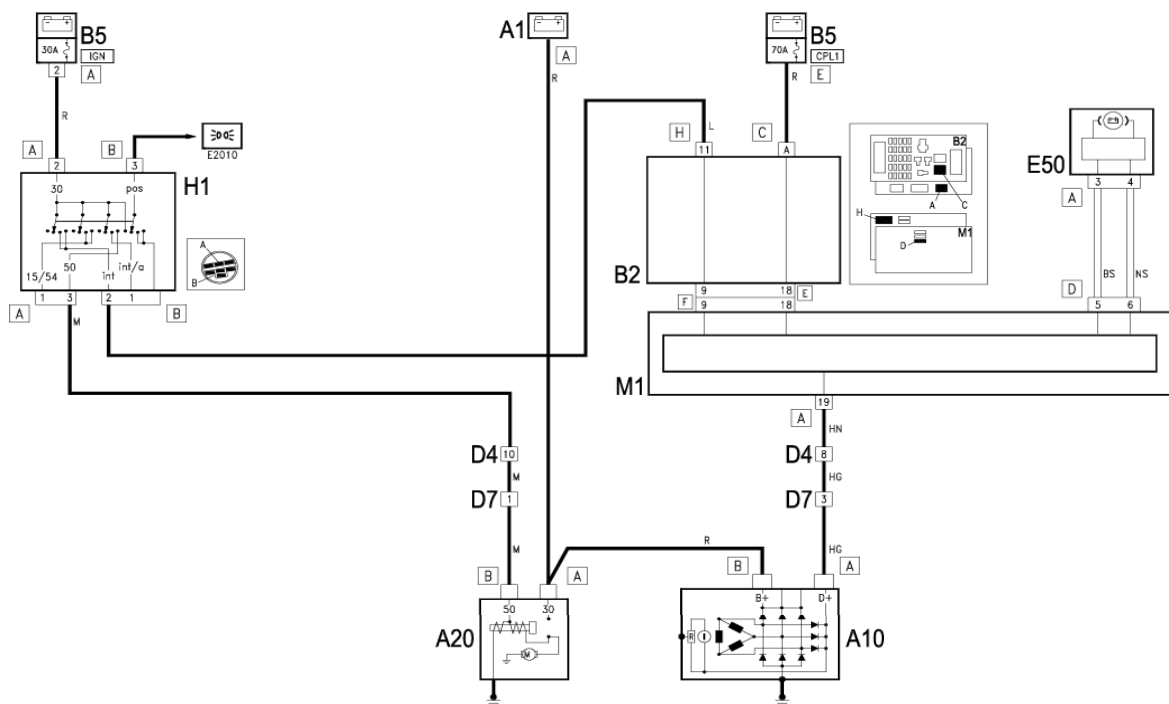 B5
30A
IGN
2
A
R
A1
A
R
B5
70A
CPL1
R
E
E2010
A
B
2
3
30
pos
H1
15/54
50
int
int/a
1
3
2
1
A
B
M
A
B
H
L
C
11
A
B2
9
18
F
E
9
18
B2
A
C
H
M1
D
E50
A
3
4
BS
NS
D
5
6
M1
19
A
HN
D4
10
D4
8
M
HG
D7
1
D7
3
M
HG
R
B
A
B
A
50
30
M
A20
B+
D+
R
A10